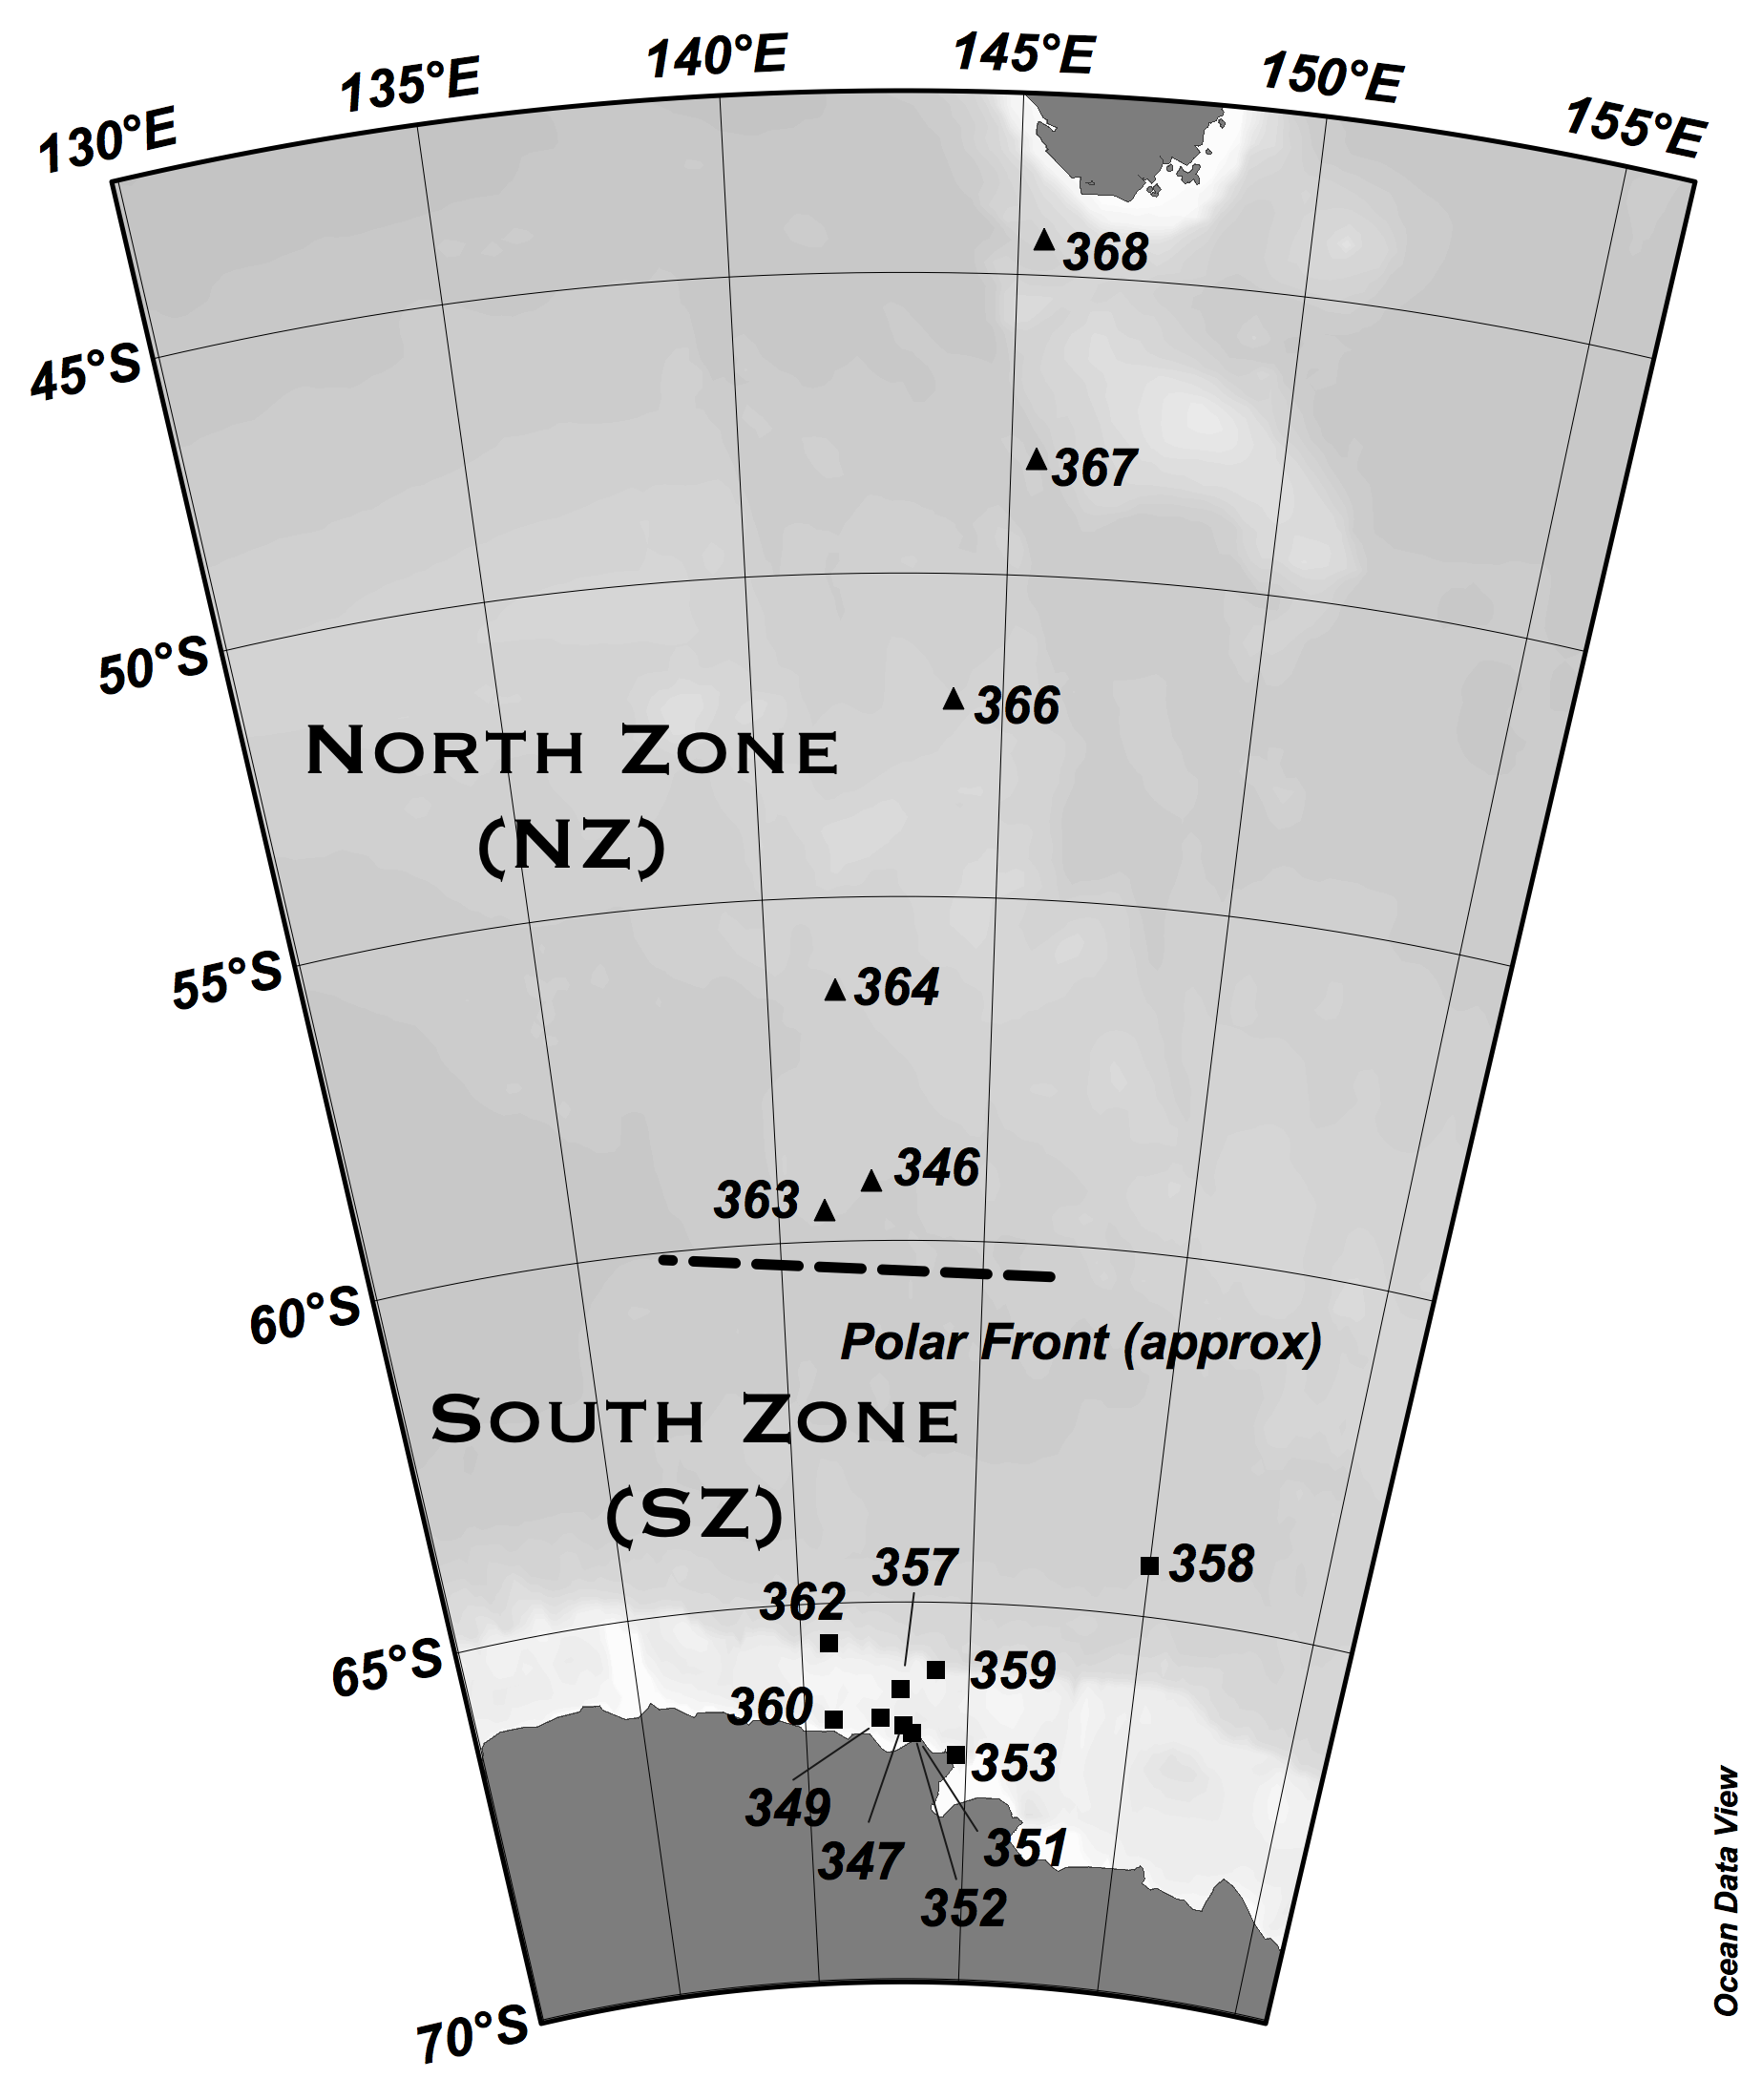 130°E
135°E
140°E
145°E
150°E
155°E
368
45°S
367
50°S
366
NORTH ZONE
(NZ)
55°S
364
346
363
60°S
Polar Front (approx)
SOUTH ZONE
(SZ)
357
358
362
65°S
359
360
353
349
351
347
352
70°S
Ocean Data View